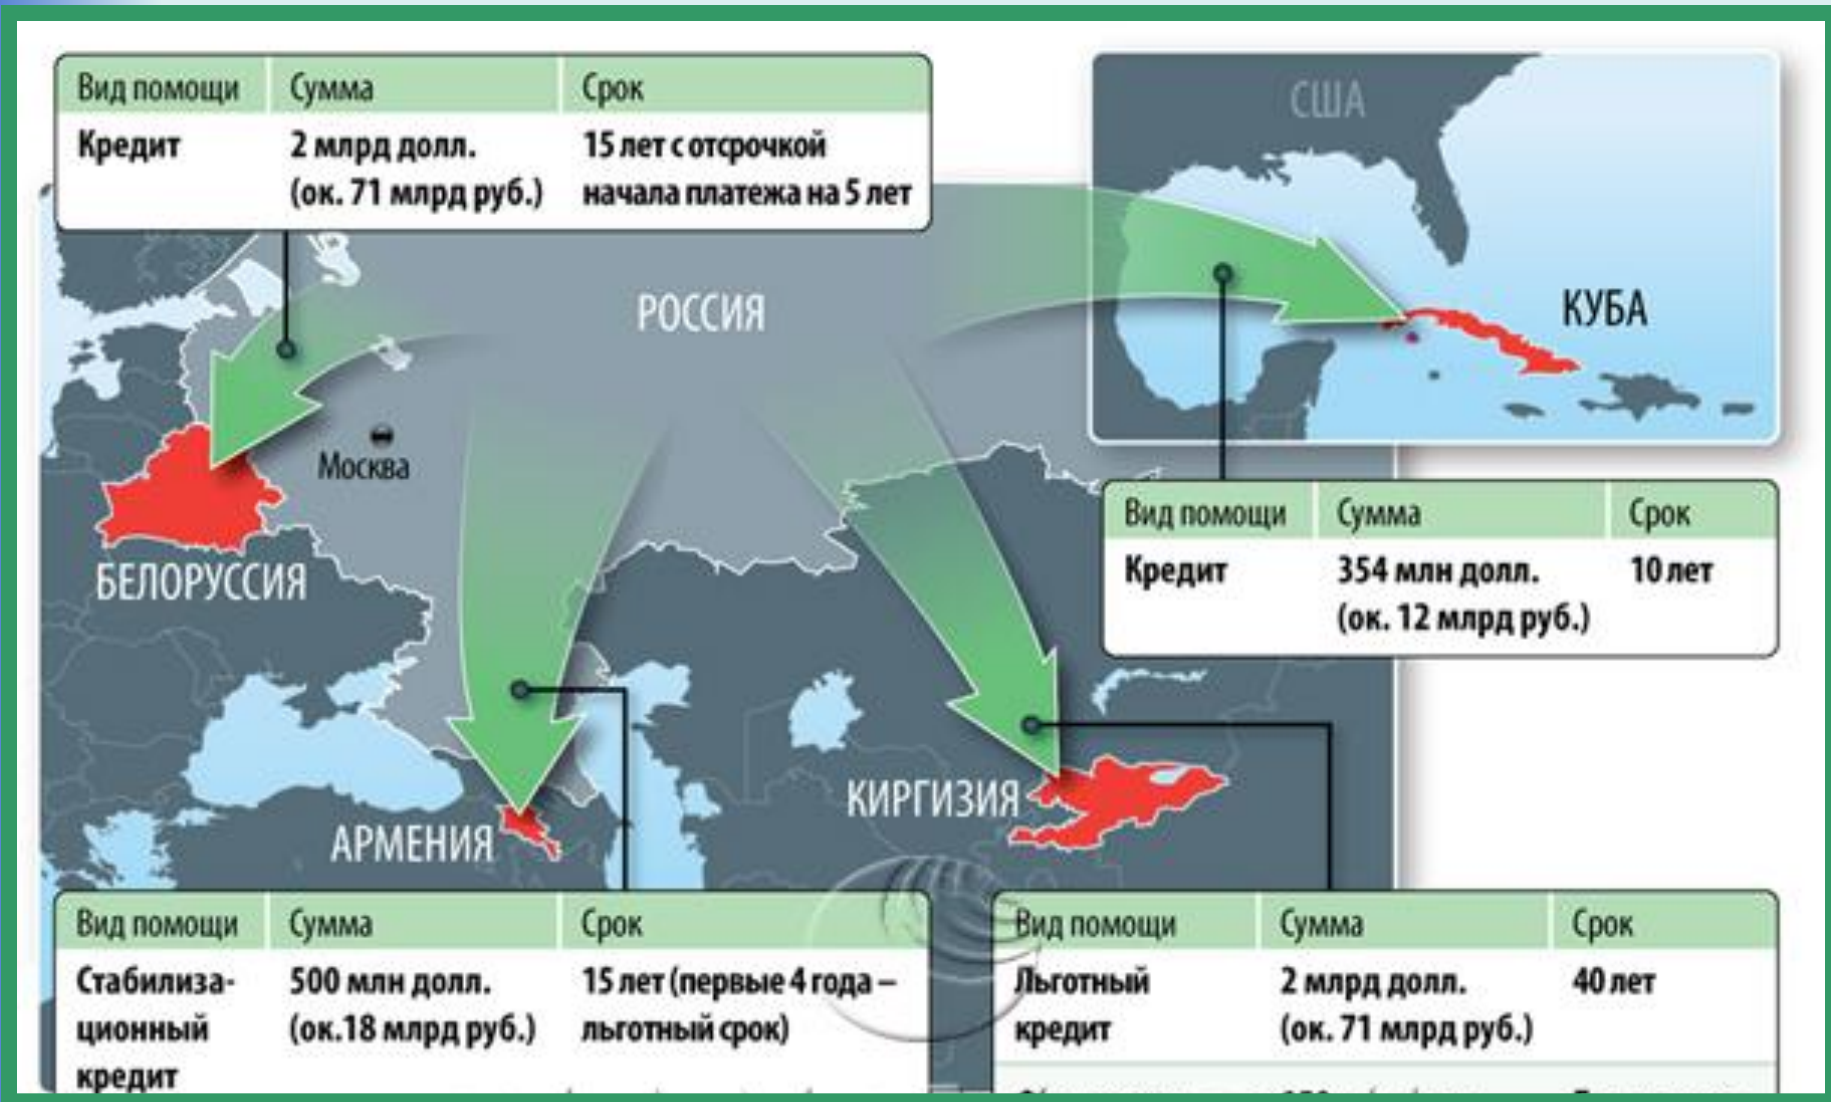 Вид помощи Сумма Срок
Кредит 2 млрд долл. 15 лет с отсрочкой
(ок. 71 млрд руб.) начала платежа на 5 лет
США
РОССИЯ
КУБА
Москва
Вид помощи Сумма Срок
Кредит 354 млн долл. 10 лет
(ок. 12 млрд руб.)
БЕЛОРУССИЯ
КИРГИЗИЯ
АРМЕНИЯ
Вид помощи Сумма Срок
Стабилиза- 500 млн долл. 15 лет (первые 4 года –
ционный (ок.18 млрд руб.) льготный срок)
кредит
Вид помощи Сумма Срок
Льготный 2 млрд долл. 40 лет
кредит (ок. 71 млрд руб.)